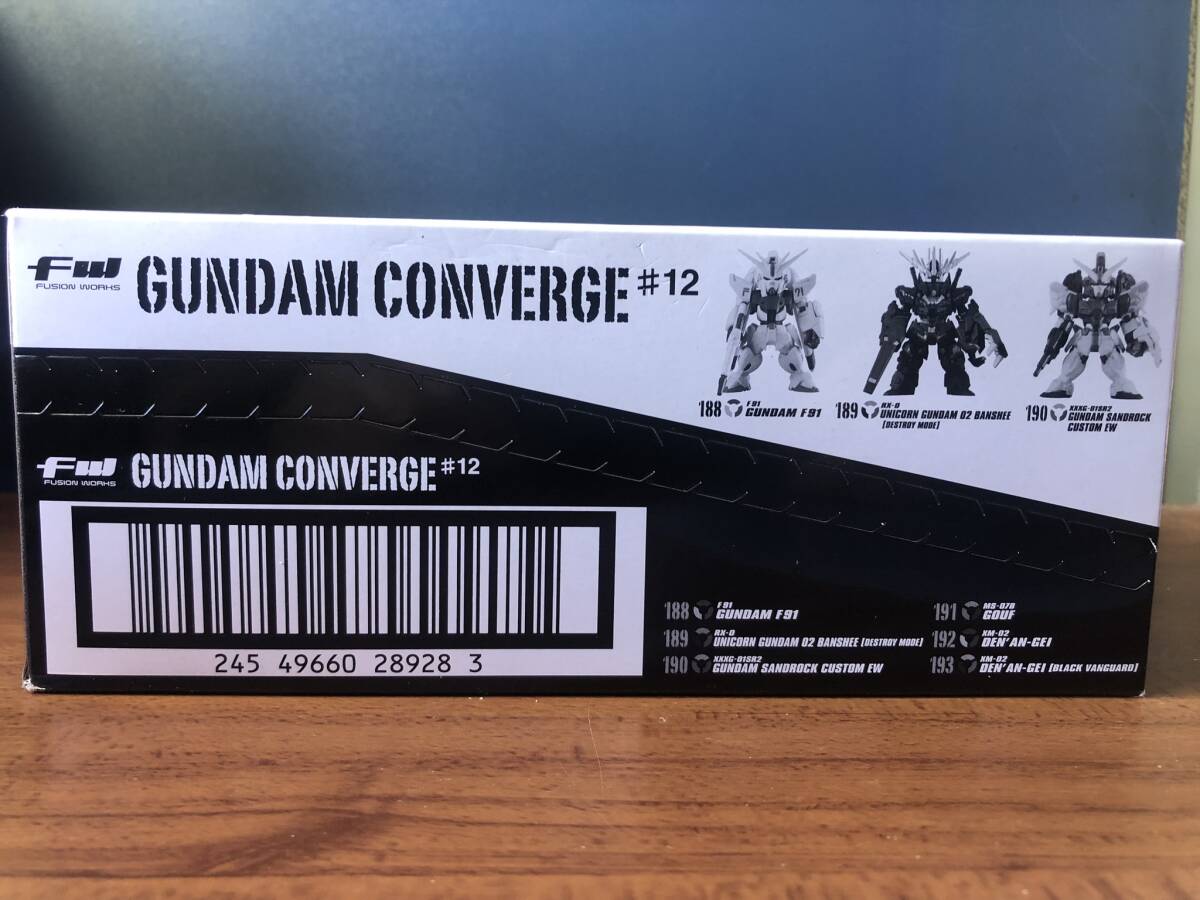 FW
FUSION WORKS
GUNDAM CONVERGE #12
'188 F91
GUNDAM F91
'189 RX-0
UNICORN GUNDAM 02 BANSHEE
[DESTROY MODE]
'190 XXXG-01SR2
GUNDAM SANDROCK
CUSTOM EW
FW
FUSION WORKS
GUNDAM CONVERGE #12
245 49660 28928 3
'188 F91
GUNDAM F91
'189 RX-0
UNICORN GUNDAM 02 BANSHEE [DESTROY MODE]
'190 XXXG-01SR2
GUNDAM SANDROCK CUSTOM EW
'191 MS-07B
GOUF
'192 XM-02
DEN'AN-GEI
'193 XM-02
DEN'AN-GEI [BLACK VANGUARD]